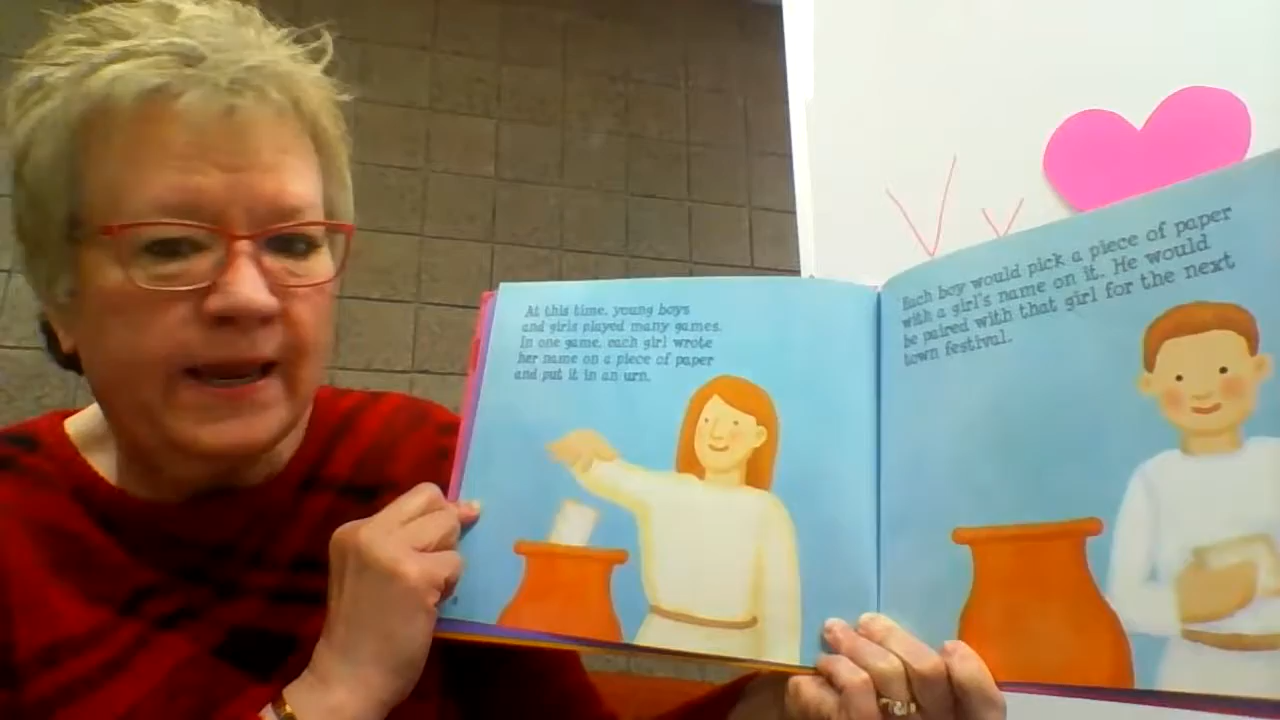 V v
At this time, young boys
and girls played many games.
In one game, each girl wrote
her name on a piece of paper
and put it in an urn.
Each boy would pick a piece of paper
with a girl's name on it. He would
be paired with that girl for the next
town festival.